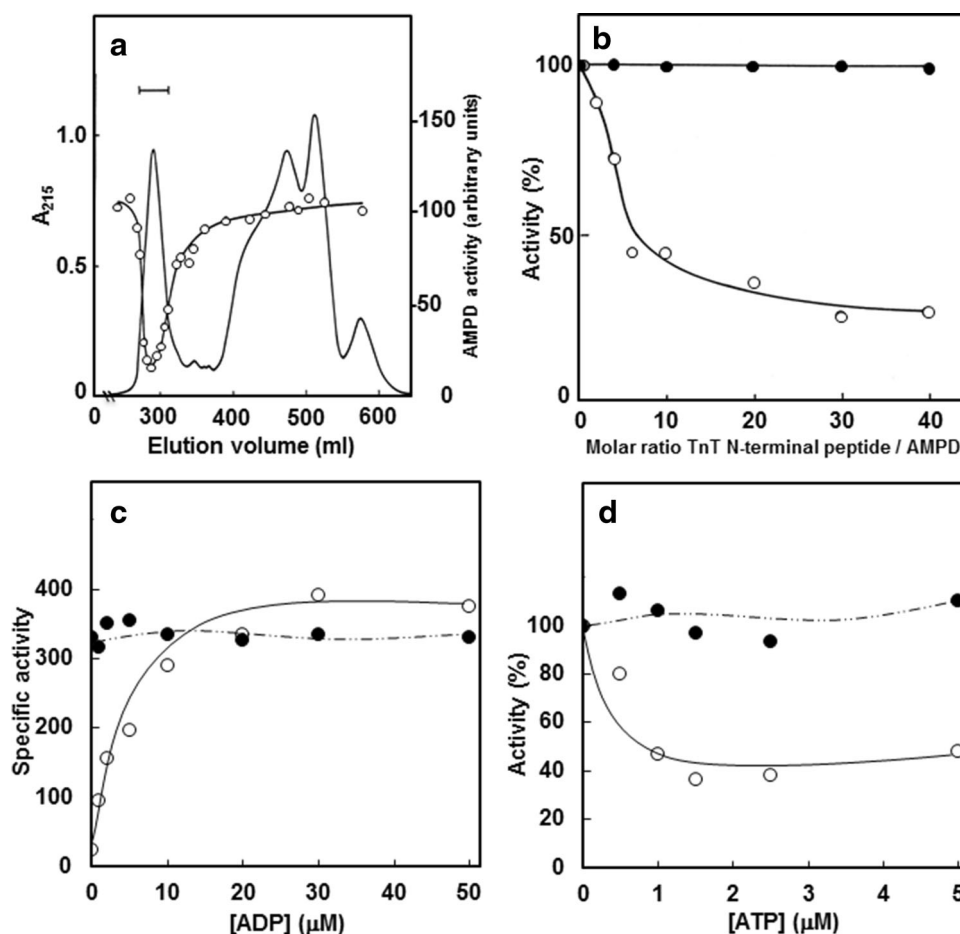 a
A215
1.0
0.5
0
0 300 400 500 600
Elution volume (ml)
150
100
50
0
AMPD activity (arbitrary units)
b
Activity (%)
100
50
0
0 10 20 30 40
Molar ratio TnT N-terminal peptide / AMPD
c
Specific activity
400
300
200
100
0
0 10 20 30 40 50
[ADP] (µM)
d
Activity (%)
100
80
60
40
20
0
0 1 2 3 4 5
[ATP] (µM)